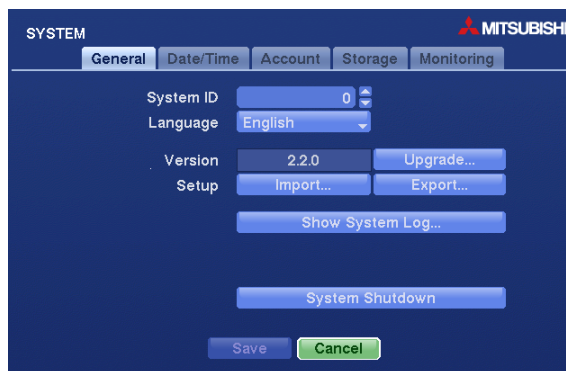 SYSTEM
MITSUBISHI
General Date/Time Account Storage Monitoring
System ID 0
Language English
Version 2.2.0 Upgrade...
Setup Import... Export...
Show System Log...
System Shutdown
Save Cancel